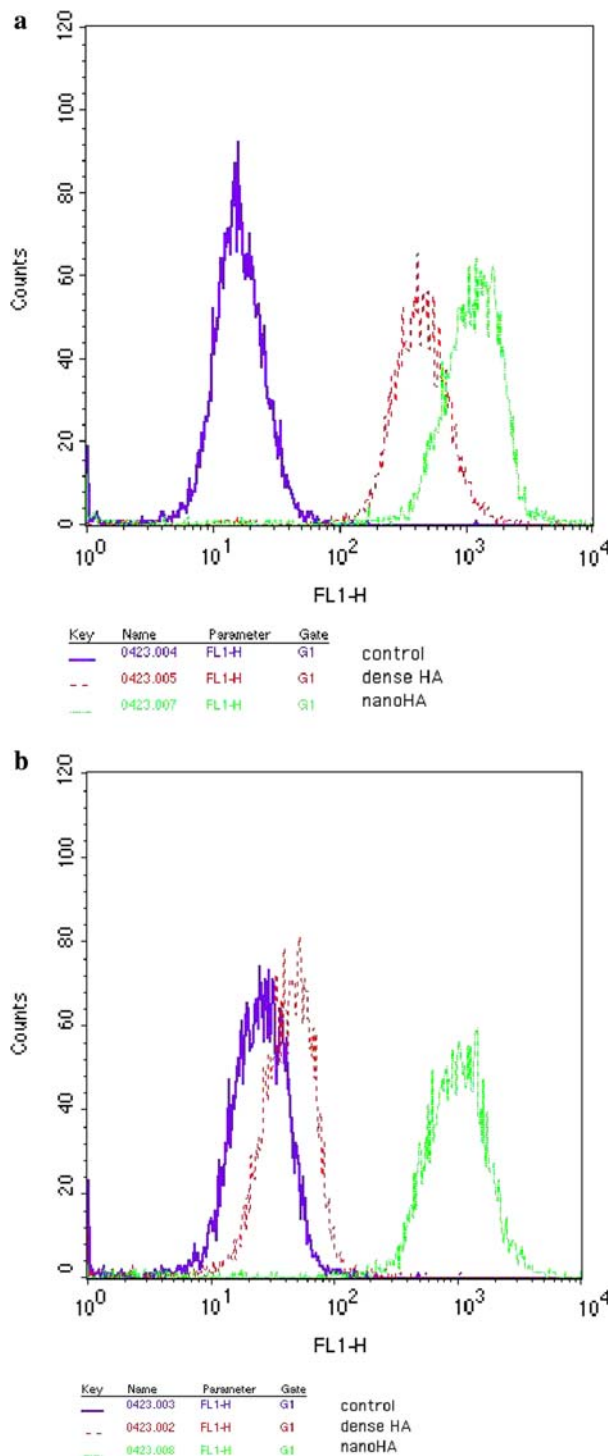 a
120
100
80
60
40
20
0
Counts
10^0 10^1 10^2 10^3 10^4
FL1-H
Key Name Parameter Gate
0423.004 FL1-H G1 control
0423.005 FL1-H G1 dense HA
0423.007 FL1-H G1 nanoHA
b
120
100
80
60
40
20
0
Counts
10^0 10^1 10^2 10^3 10^4
FL1-H
Key Name Parameter Gate
0423.003 FL1-H G1 control
0423.002 FL1-H G1 dense HA
0423.008 FL1-H G1 nanoHA